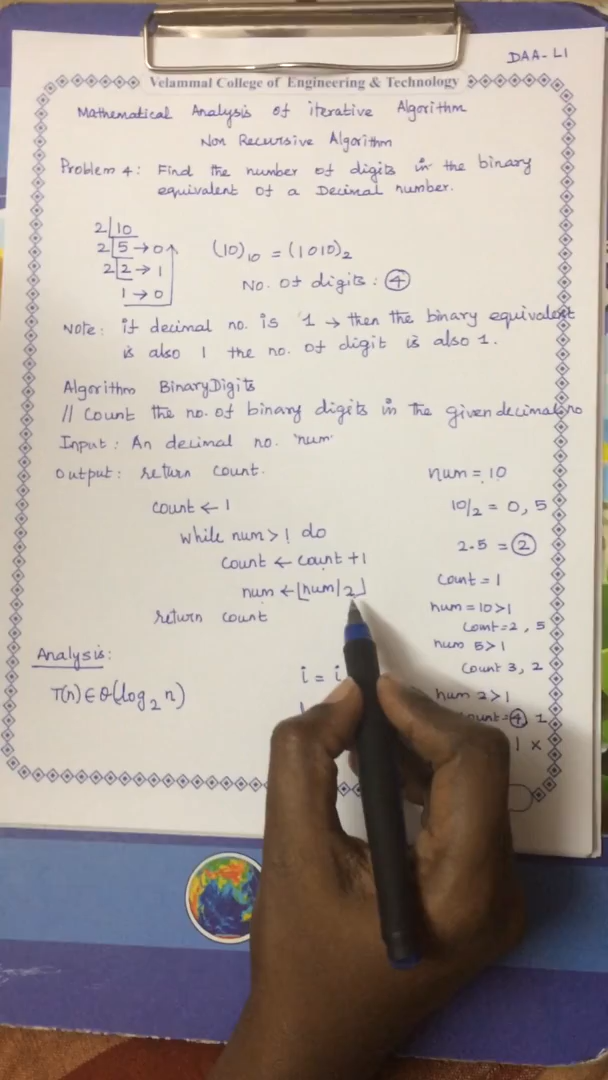 DAA-L1
Velammal College of Engineering & Technology
Mathematical Analysis of iterative Algorithm
Non Recursive Algorithm
Problem 4: Find the number of digits in the binary
equivalent of a Decimal number.
2 10
2 5 → 0
2 2 → 1
1 → 0
(10)₁₀ = (1010)₂
No. of digits: 4
Note: if decimal no. is 1 → then the binary equivalent
is also 1 the no. of digit is also 1.
Algorithm BinaryDigits
// Count the no. of binary digits in the given decimal no
Input: An decimal no. 'num'
Output: return count.
count ← 1
while num > 1 do
count ← count + 1
num ← ⌊num/2⌋
return count
num = 10
10/2 = 0, 5
2.5 = 2
count = 1
num = 10 > 1
count = 2, 5
num 5 > 1
count 3, 2
num 2 > 1
count = 4, 1
1 x
Analysis:
T(n) ∈ θ(log₂ n)
i = i